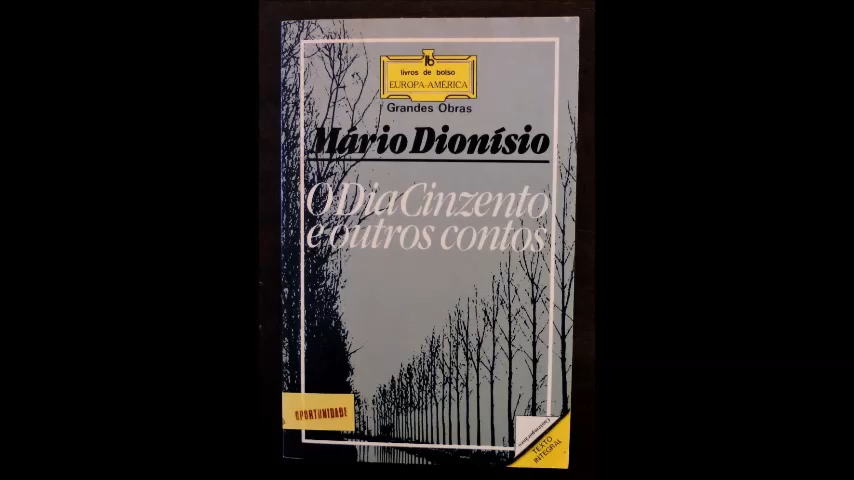 lb
livros de bolso
EUROPA-AMÉRICA
Grandes Obras
Mário Dionísio
O Dia Cinzento
e outros contos
OPORTUNIDADE
TEXTO
INTEGRAL